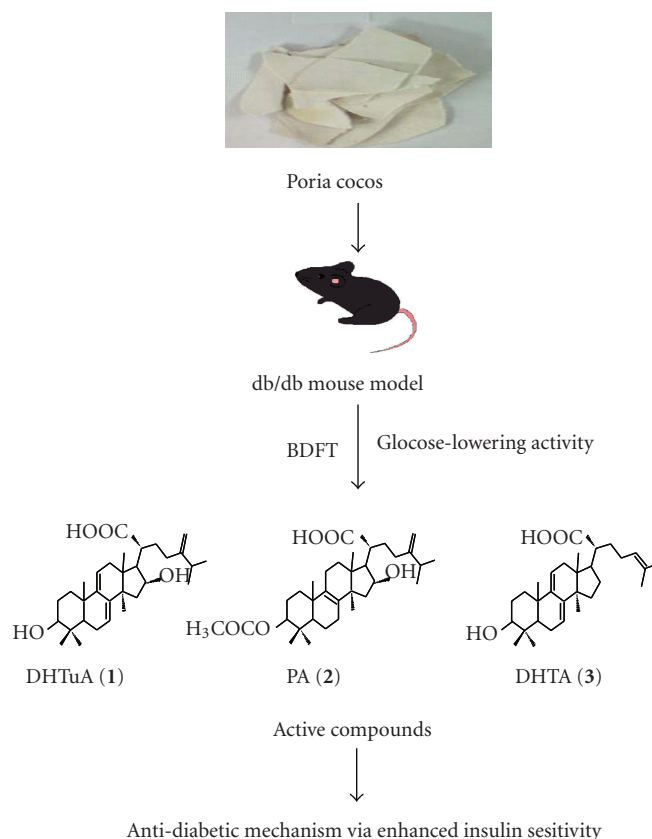 Poria cocos
db/db mouse model
BDFT Glocose-lowering activity
HOOC HOOC HOOC
OH OH
HO H₃COCO HO
DHTuA (1) PA (2) DHTA (3)
Active compounds
Anti-diabetic mechanism via enhanced insulin sesitivity